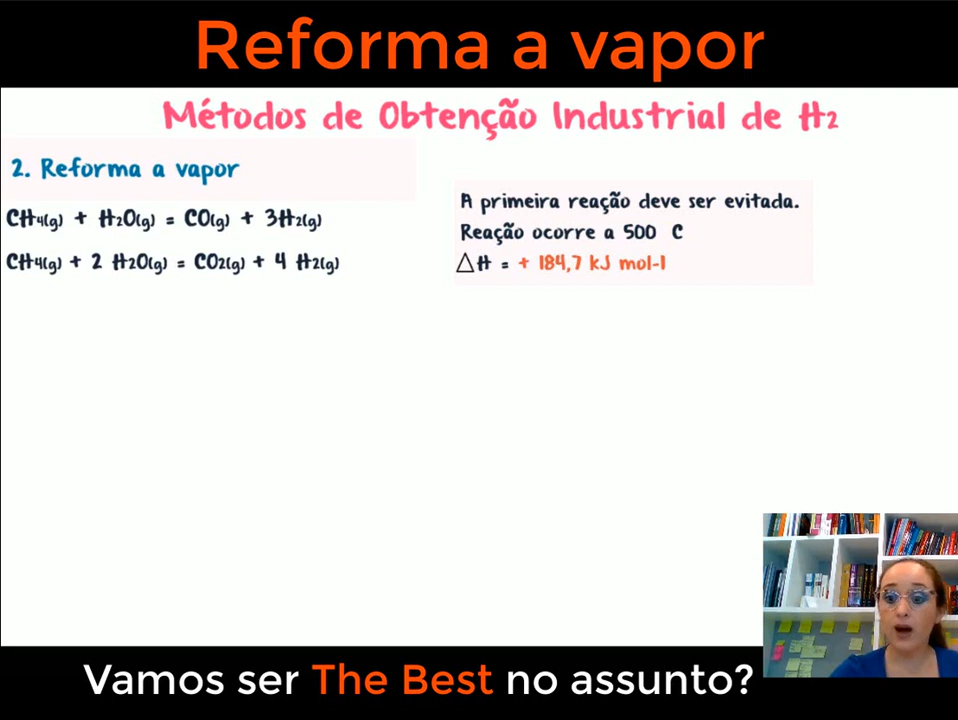 Reforma a vapor
Métodos de Obtenção Industrial de H2
2. Reforma a vapor
CH4(g) + H2O(g) = CO(g) + 3H2(g)
CH4(g) + 2 H2O(g) = CO2(g) + 4 H2(g)
A primeira reação deve ser evitada.
Reação ocorre a 500 C
△H = + 184,7 kJ mol-1
Vamos ser The Best no assunto?